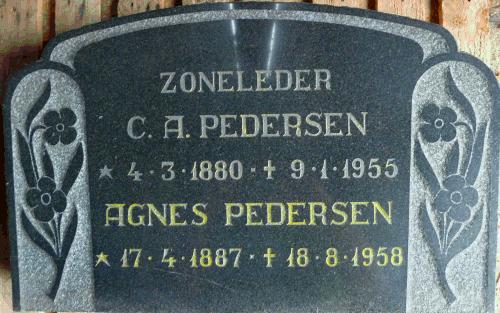 ZONELEDER
C. A. PEDERSEN
★ 4·3·1880 · ✝ 9·1·1955
AGNES PEDERSEN
★ 17·4·1887 · ✝ 18·8·1958